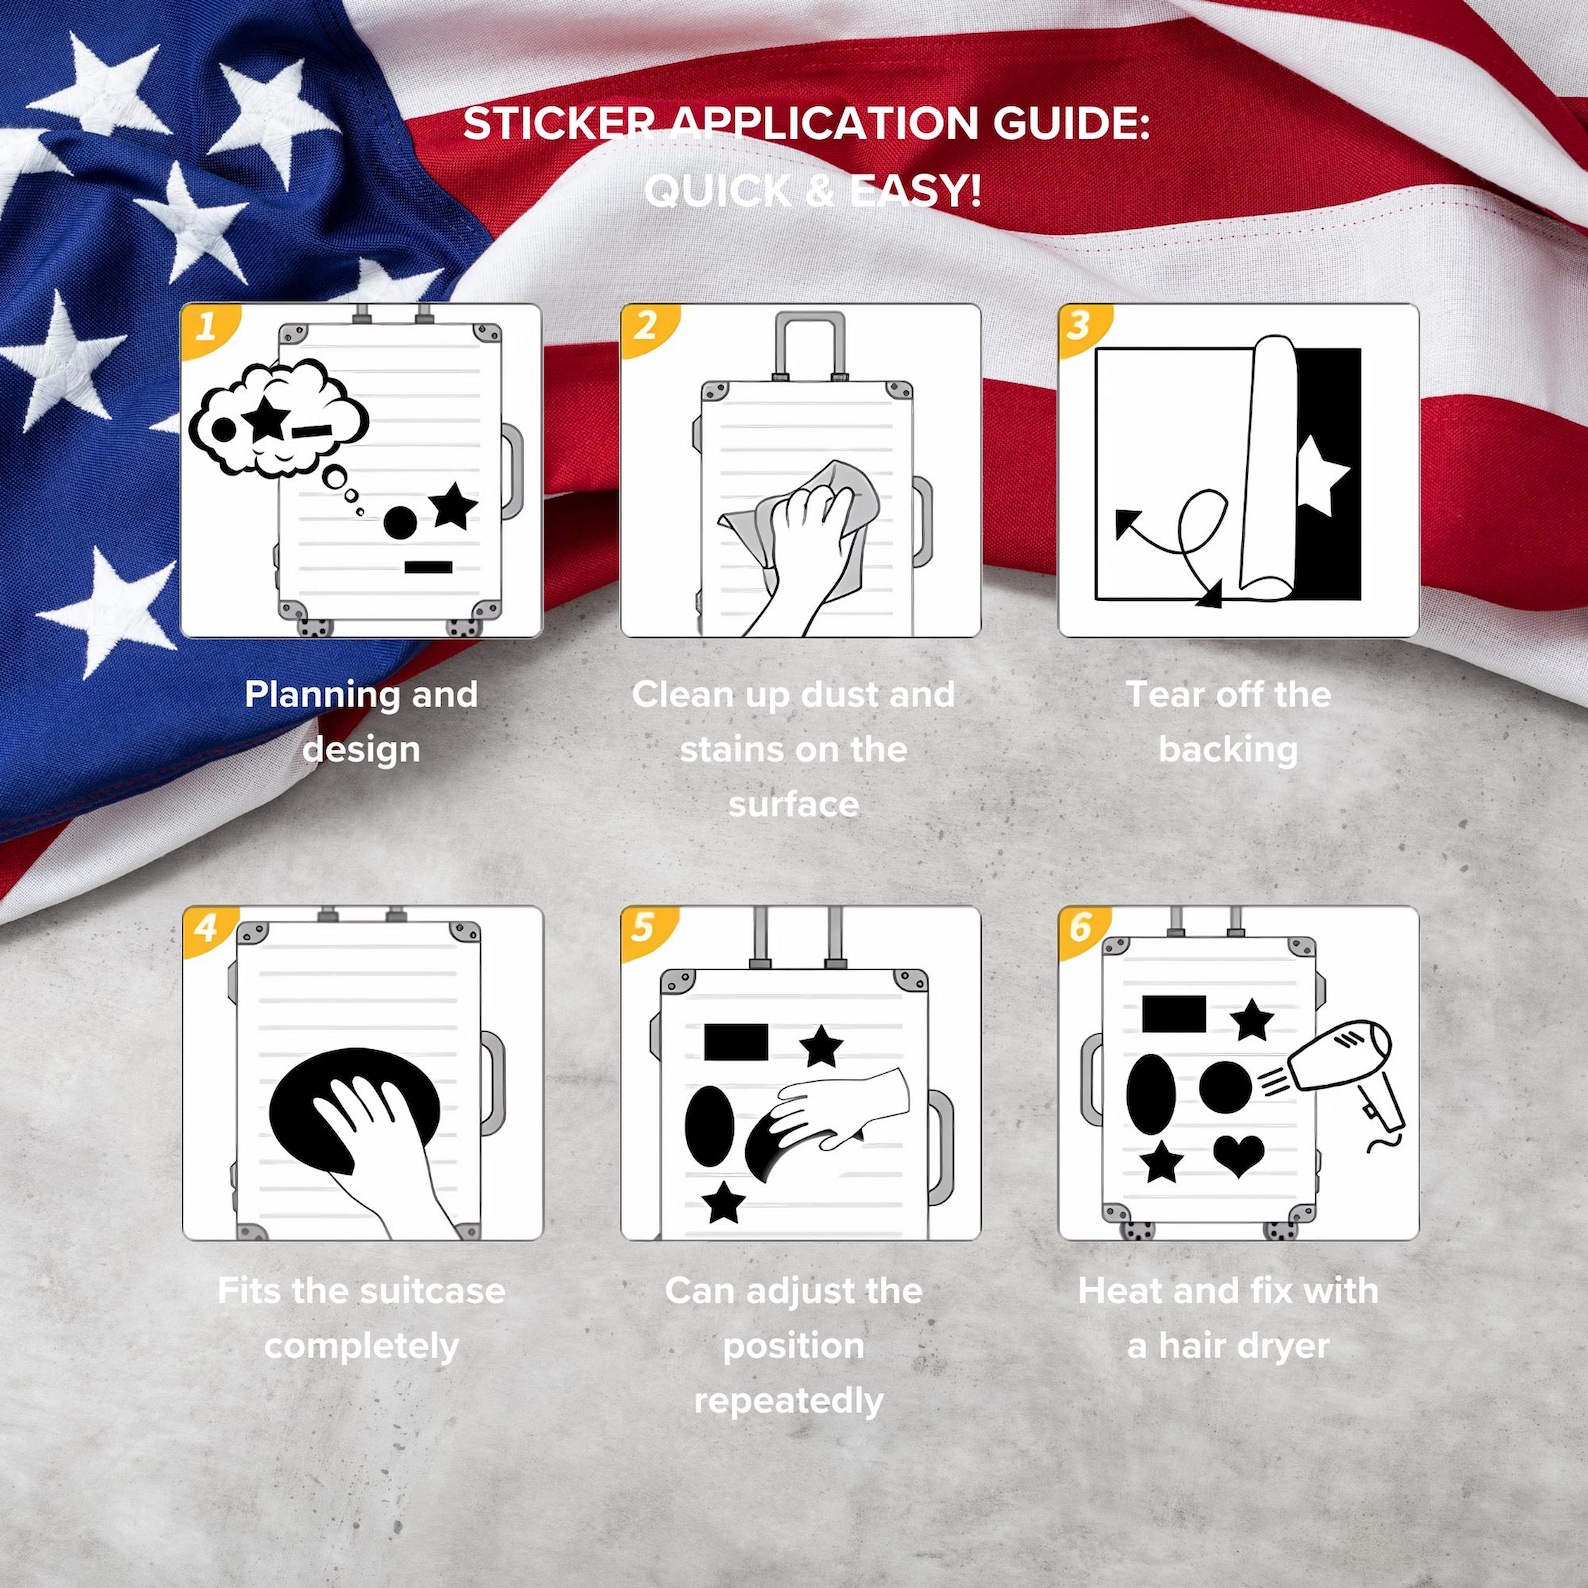 STICKER APPLICATION GUIDE:
QUICK & EASY!
1
2
3
Planning and
design
Clean up dust and
stains on the
surface
Tear off the
backing
4
5
6
Fits the suitcase
completely
Can adjust the
position
repeatedly
Heat and fix with
a hair dryer